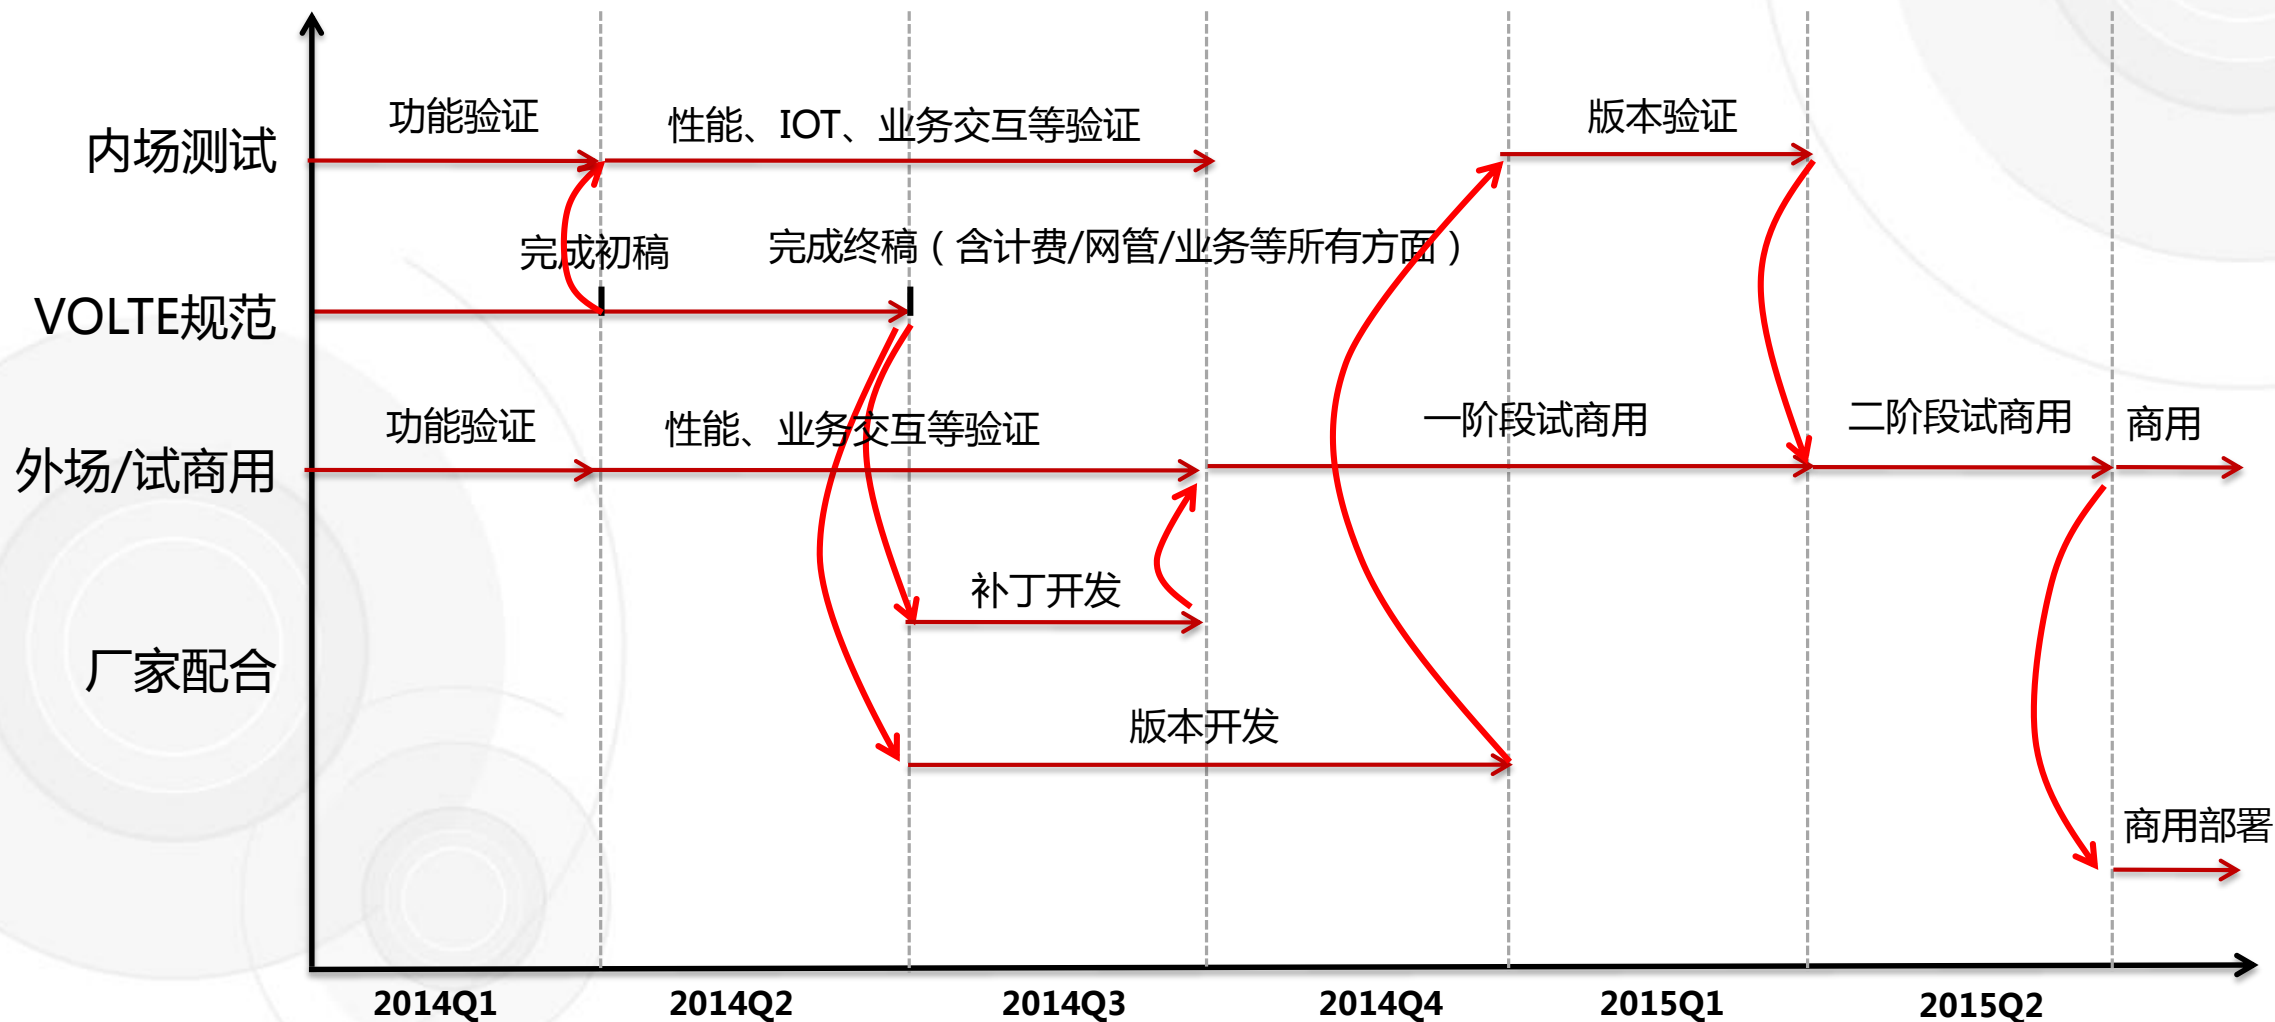 功能验证
性能、IOT、业务交互等验证
版本验证
内场测试
完成初稿
完成终稿（含计费/网管/业务等所有方面）
VOLTE规范
功能验证
性能、业务交互等验证
一阶段试商用
二阶段试商用
商用
外场/试商用
补丁开发
厂家配合
版本开发
商用部署
2014Q1
2014Q2
2014Q3
2014Q4
2015Q1
2015Q2